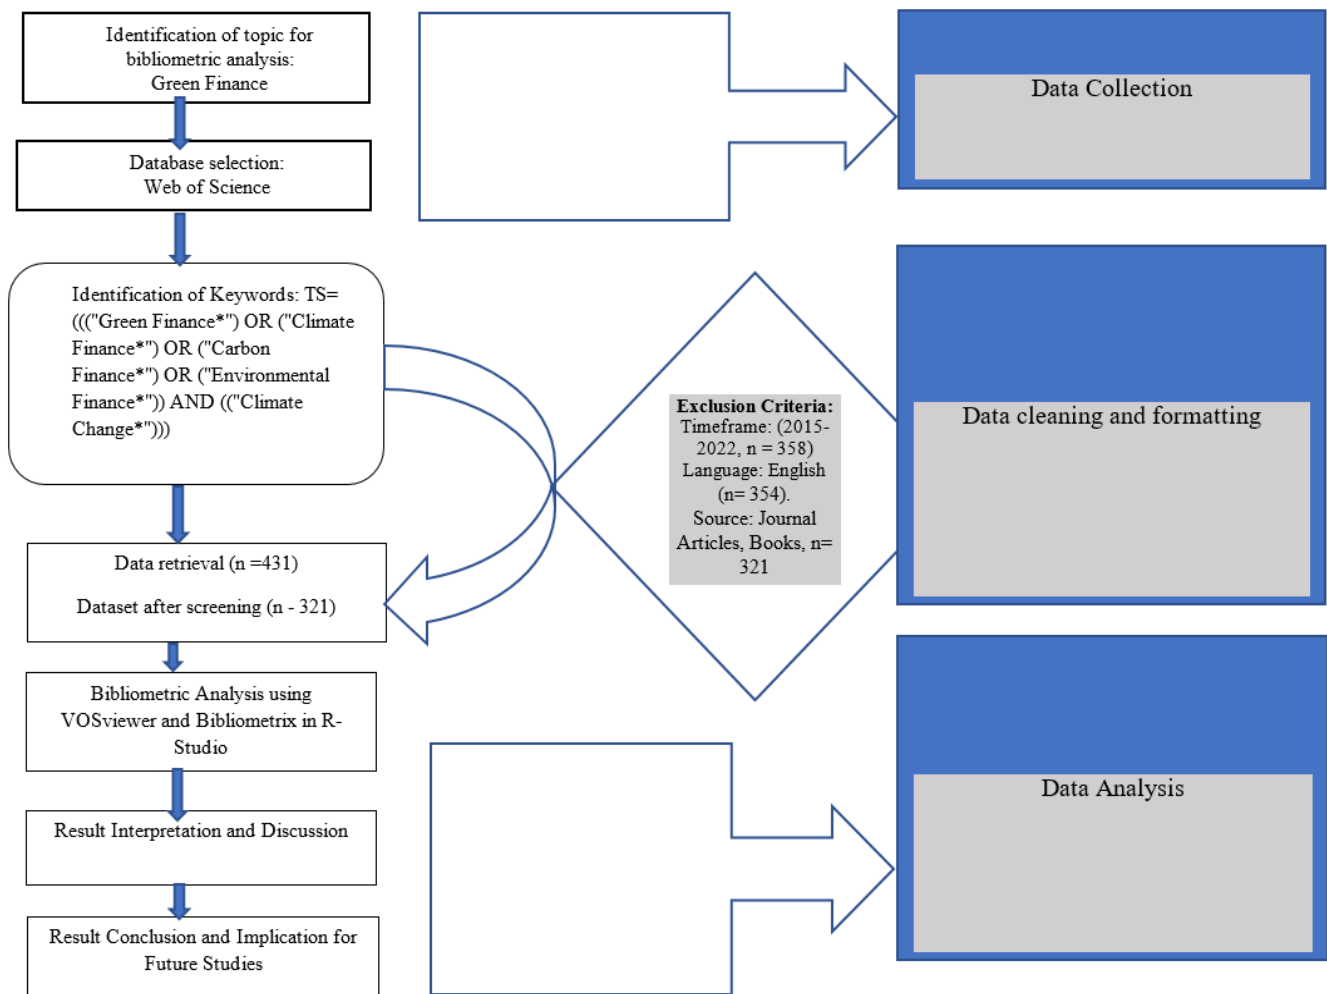 Identification of topic for
bibliometric analysis:
Green Finance
Database selection:
Web of Science
Identification of Keywords: TS=
((("Green Finance*") OR ("Climate
Finance*") OR ("Carbon
Finance*") OR ("Environmental
Finance*")) AND (("Climate
Change*")))
Data retrieval (n =431)
Dataset after screening (n - 321)
Bibliometric Analysis using
VOSviewer and Bibliometrix in R-
Studio
Result Interpretation and Discussion
Result Conclusion and Implication for
Future Studies
Exclusion Criteria:
Timeframe: (2015-
2022, n = 358)
Language: English
(n= 354).
Source: Journal
Articles, Books, n=
321
Data Collection
Data cleaning and formatting
Data Analysis